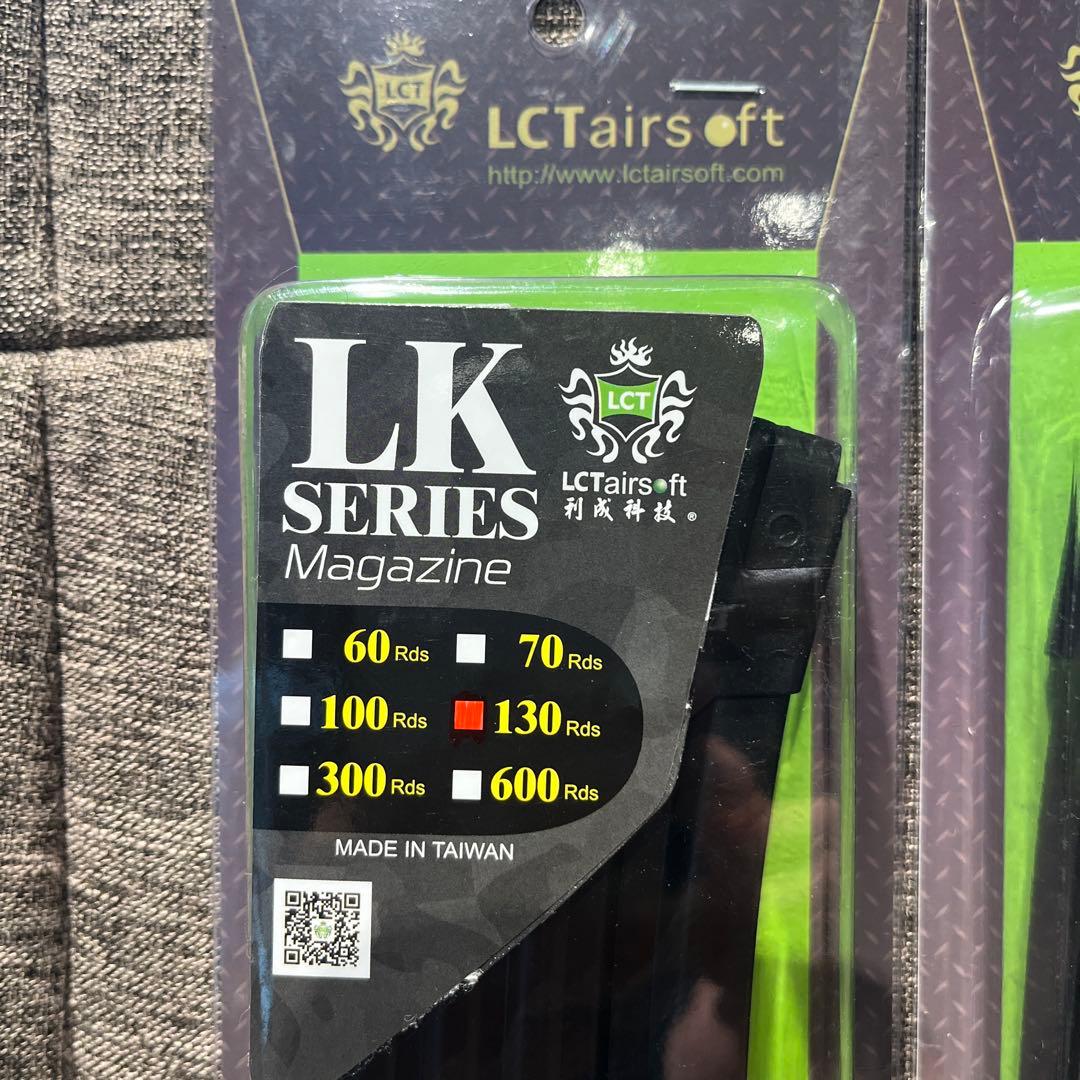 LCT
LCTairsoft
http://www.lctairsoft.com
LK
SERIES
Magazine
LCT
LCTairsoft
利成科技®
60 Rds
70 Rds
100 Rds
130 Rds
300 Rds
600 Rds
MADE IN TAIWAN